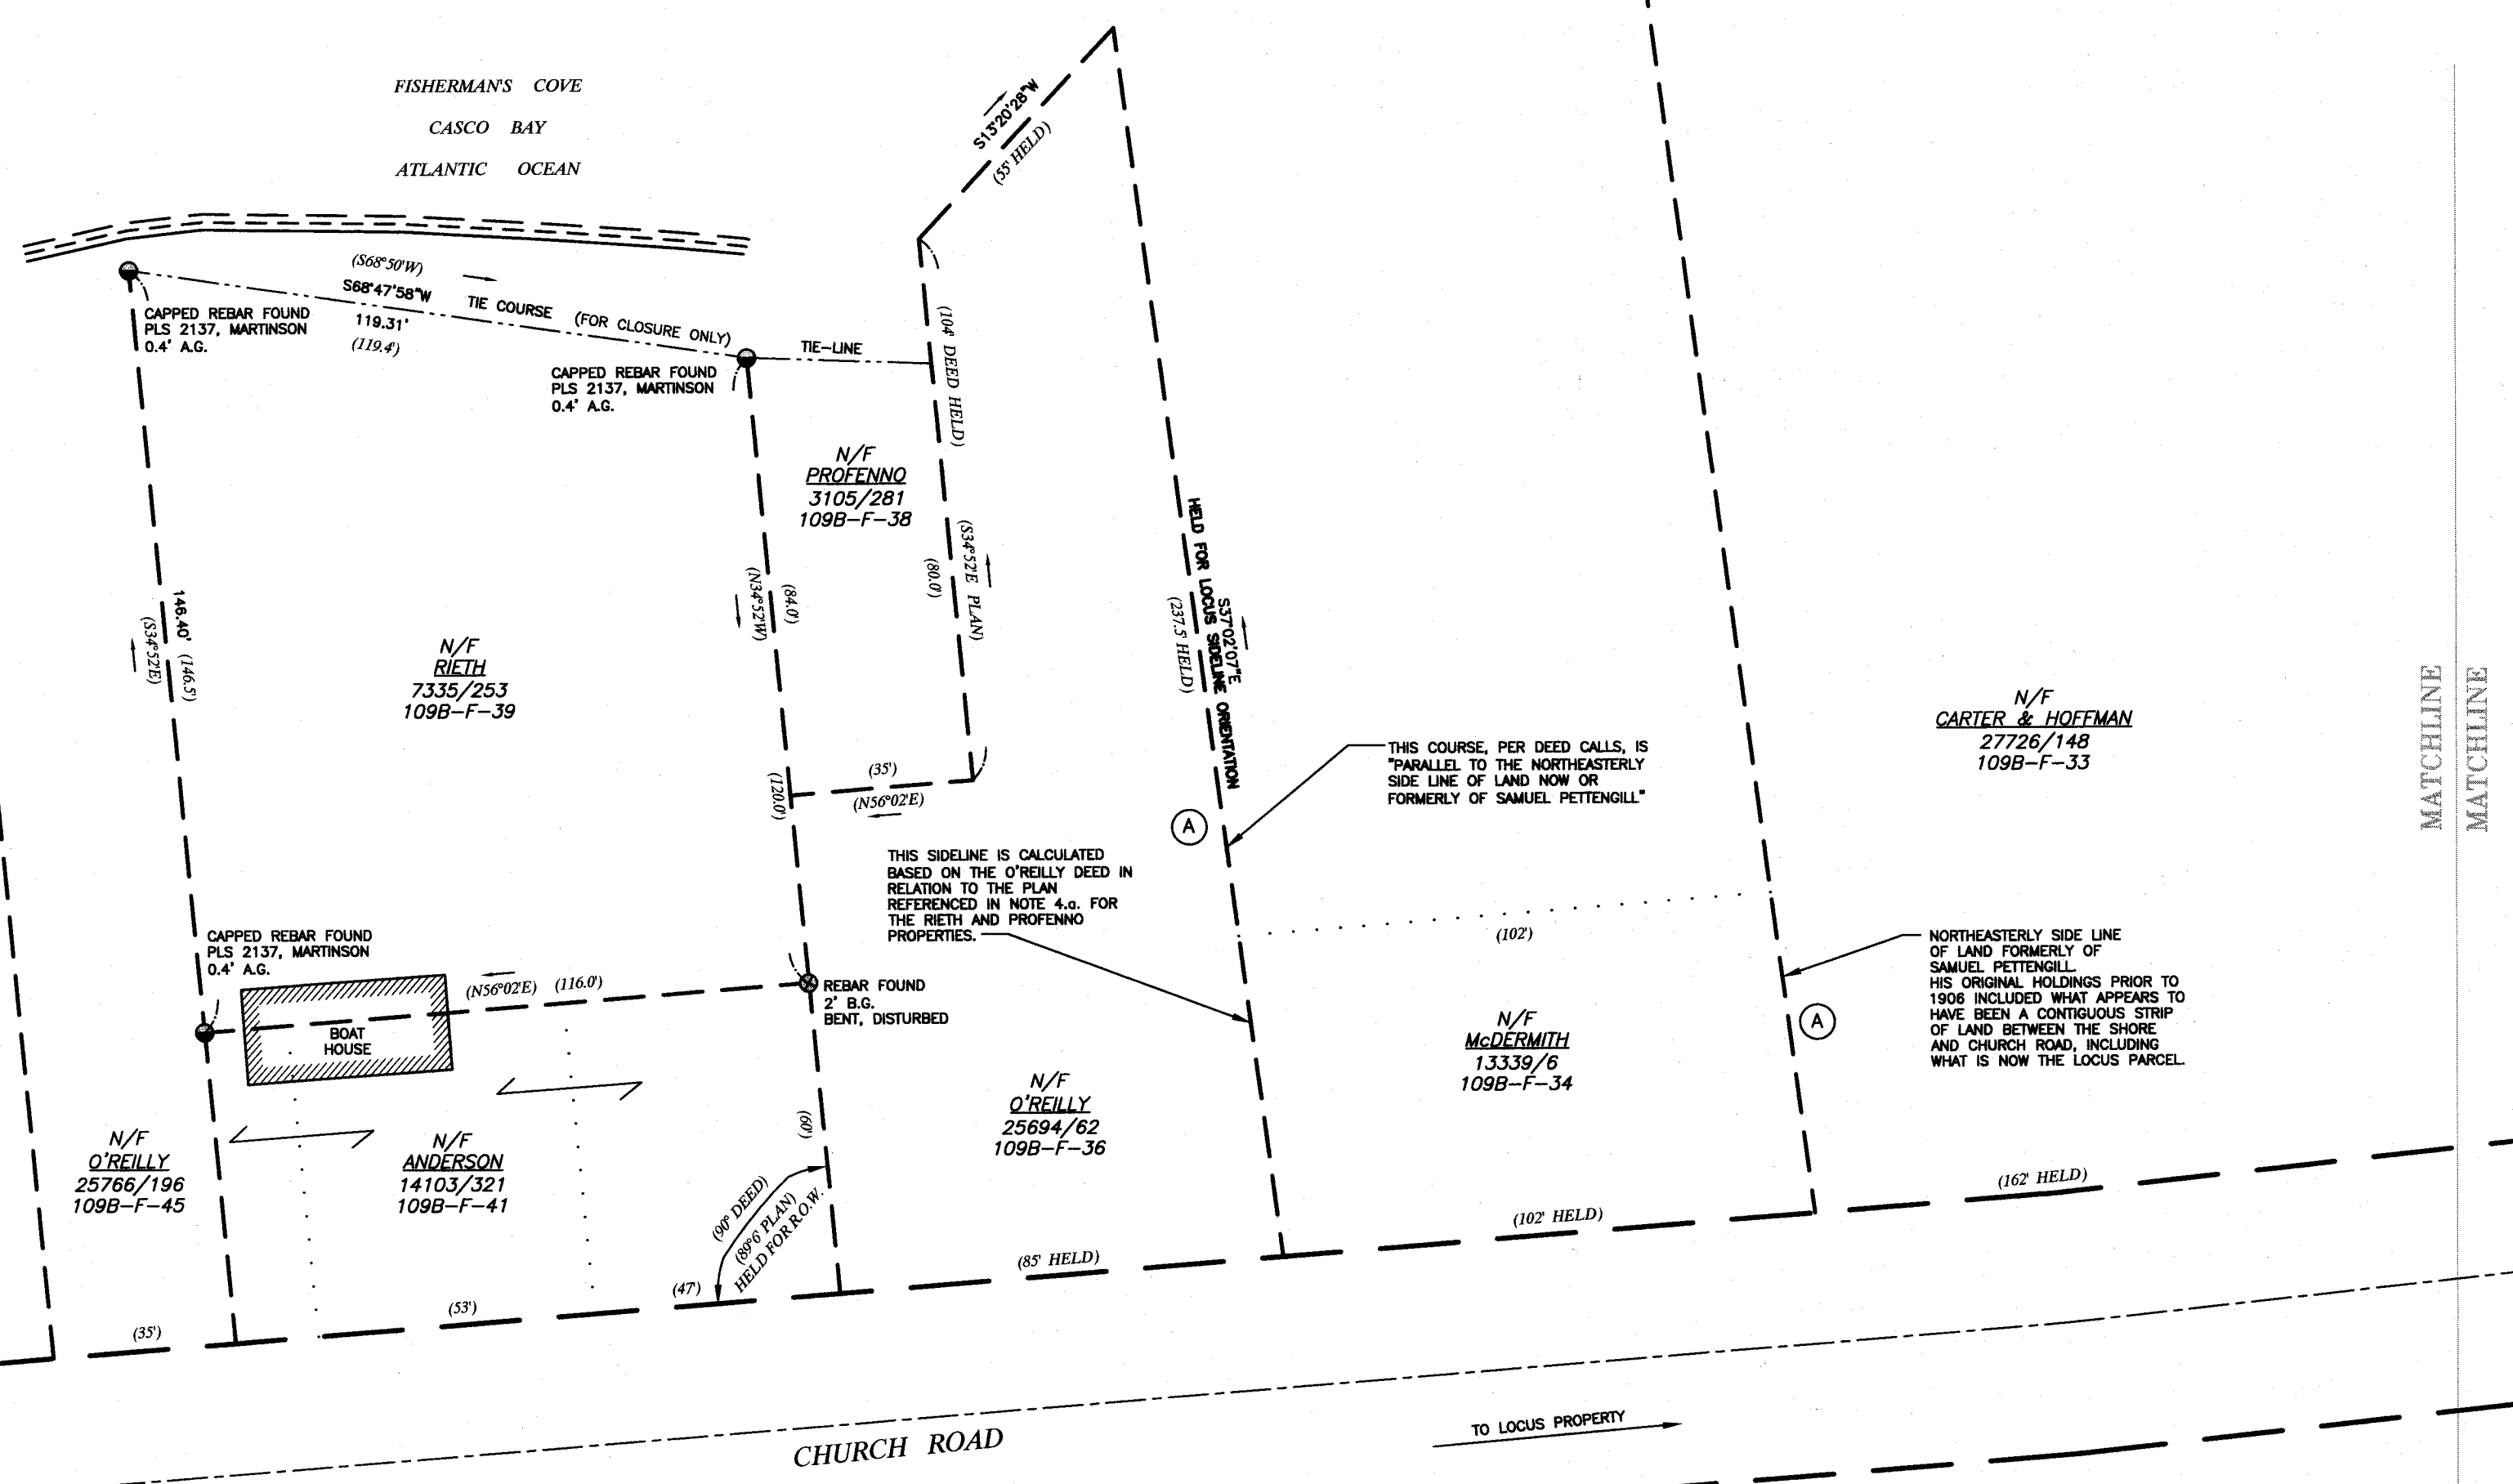 FISHERMAN'S COVE
CASCO BAY
ATLANTIC OCEAN
S13°20'28"W
(55' HELD)
(S68°50'W)
S68°47'58"W
TIE COURSE (FOR CLOSURE ONLY)
119.31'
(119.4')
CAPPED REBAR FOUND
PLS 2137, MARTINSON
0.4' A.G.
TIE-LINE
CAPPED REBAR FOUND
PLS 2137, MARTINSON
0.4' A.G.
(104' DEED HELD)
N/F
PROFENNO
3105/281
109B-F-38
(S34°52'E PLAN)
(80.0')
(84.0')
(N34°52'W)
146.40' (146.5')
(S34°52'E)
N/F
RIETH
7335/253
109B-F-39
HELD FOR LOCUS SIDELINE ORIENTATION
S37°02'07"E
(237.5' HELD)
N/F
CARTER & HOFFMAN
27726/148
109B-F-33
MATCHLINE
MATCHLINE
THIS COURSE, PER DEED CALLS, IS
"PARALLEL TO THE NORTHEASTERLY
SIDE LINE OF LAND NOW OR
FORMERLY OF SAMUEL PETTENGILL"
(35')
(N56°02'E)
(120.0')
A
THIS SIDELINE IS CALCULATED
BASED ON THE O'REILLY DEED IN
RELATION TO THE PLAN
REFERENCED IN NOTE 4.a. FOR
THE RIETH AND PROFENNO
PROPERTIES.
(102')
NORTHEASTERLY SIDE LINE
OF LAND FORMERLY OF
SAMUEL PETTENGILL.
HIS ORIGINAL HOLDINGS PRIOR TO
1906 INCLUDED WHAT APPEARS TO
HAVE BEEN A CONTIGUOUS STRIP
OF LAND BETWEEN THE SHORE
AND CHURCH ROAD, INCLUDING
WHAT IS NOW THE LOCUS PARCEL.
A
CAPPED REBAR FOUND
PLS 2137, MARTINSON
0.4' A.G.
(N56°02'E) (116.0')
REBAR FOUND
2' B.G.
BENT, DISTURBED
BOAT
HOUSE
N/F
McDERMITH
13339/6
109B-F-34
N/F
O'REILLY
25694/62
109B-F-36
N/F
O'REILLY
25766/196
109B-F-45
N/F
ANDERSON
14103/321
109B-F-41
(60')
(90° DEED)
(89°6' PLAN)
HELD FOR R.O.W.
(162' HELD)
(102' HELD)
(85' HELD)
(47')
(53')
(35')
TO LOCUS PROPERTY
CHURCH ROAD